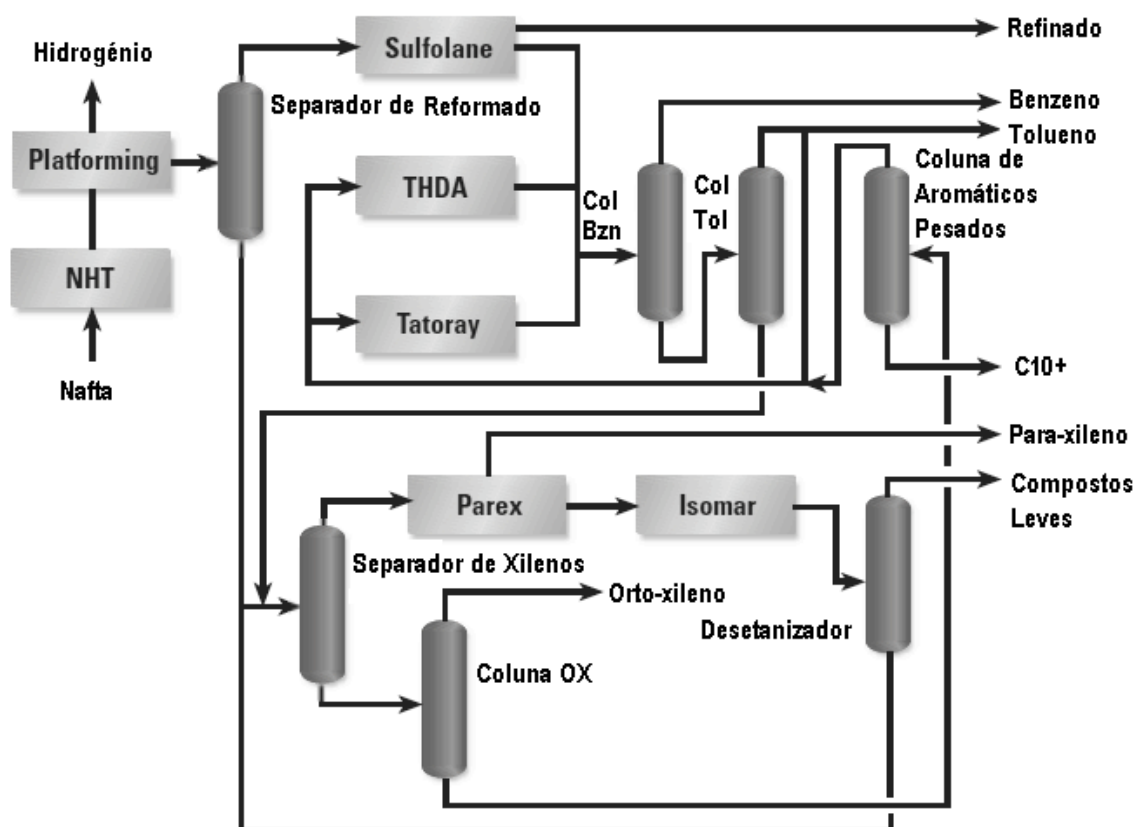 Sulfolane
Refinado
Hidrogénio
Separador de Reformado
Benzeno
Tolueno
Platforming
THDA
Col
Bzn
Col
Tol
Coluna de
Aromáticos
Pesados
NHT
Tatoray
Nafta
C10+
Para-xileno
Parex
Isomar
Compostos
Leves
Separador de Xilenos
Orto-xileno
Desetanizador
Coluna OX